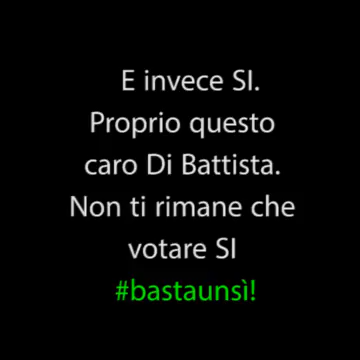 E invece SI.
Proprio questo
caro Di Battista.
Non ti rimane che
votare SI
#bastaunsì!